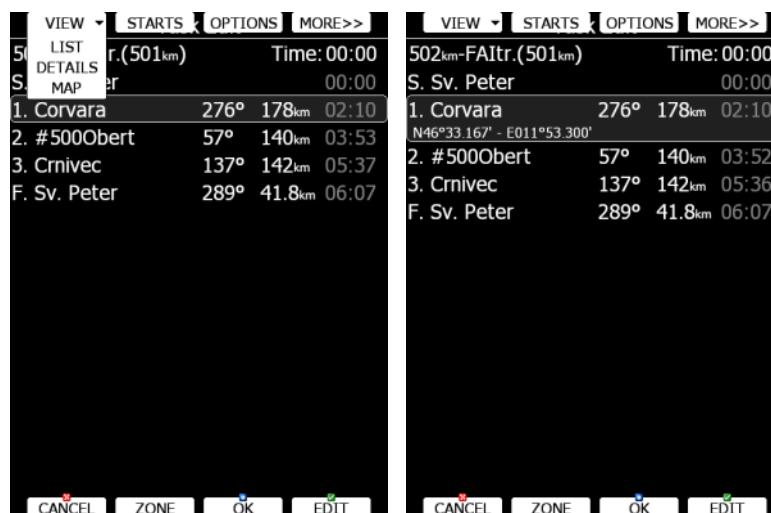 VIEW STARTS OPTIONS MORE>>
LIST
DETAILS
MAP
r.(501km) Time: 00:00
S. 00:00
1. Corvara 276° 178km 02:10
2. #500Obert 57° 140km 03:53
3. Crnivec 137° 142km 05:37
F. Sv. Peter 289° 41.8km 06:07
CANCEL ZONE OK EDIT
VIEW STARTS OPTIONS MORE>>
502km-FAItr.(501km) Time: 00:00
S. Sv. Peter 00:00
1. Corvara 276° 178km 02:10
N46°33.167' - E011°53.300'
2. #500Obert 57° 140km 03:52
3. Crnivec 137° 142km 05:36
F. Sv. Peter 289° 41.8km 06:07
CANCEL ZONE OK EDIT